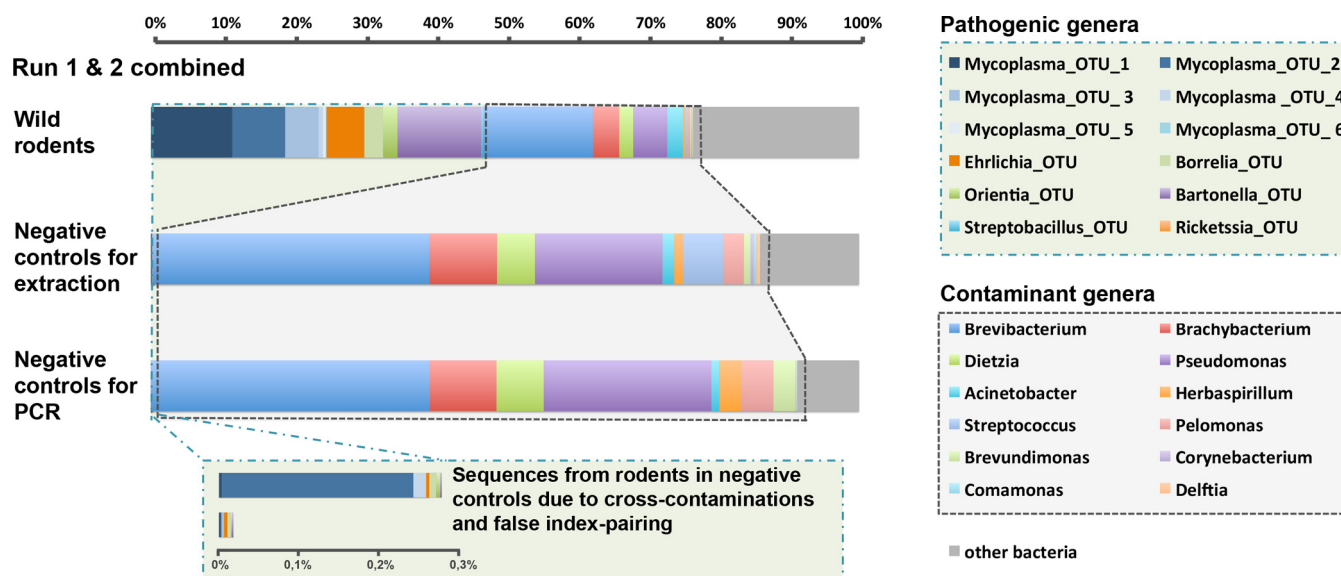 0% 10% 20% 30% 40% 50% 60% 70% 80% 90% 100%
Run 1 & 2 combined
Wild
rodents
Negative
controls for
extraction
Negative
controls for
PCR
Sequences from rodents in negative
controls due to cross-contaminations
and false index-pairing
0% 0,1% 0,2% 0,3%
Pathogenic genera
Mycoplasma_OTU_1 Mycoplasma_OTU_2
Mycoplasma_OTU_ 3 Mycoplasma _OTU_4
Mycoplasma_OTU_ 5 Mycoplasma_OTU_ 6
Ehrlichia_OTU Borrelia_OTU
Orientia_OTU Bartonella_OTU
Streptobacillus_OTU Ricketssia_OTU
Contaminant genera
Brevibacterium Brachybacterium
Dietzia Pseudomonas
Acinetobacter Herbaspirillum
Streptococcus Pelomonas
Brevundimonas Corynebacterium
Comamonas Delftia
other bacteria